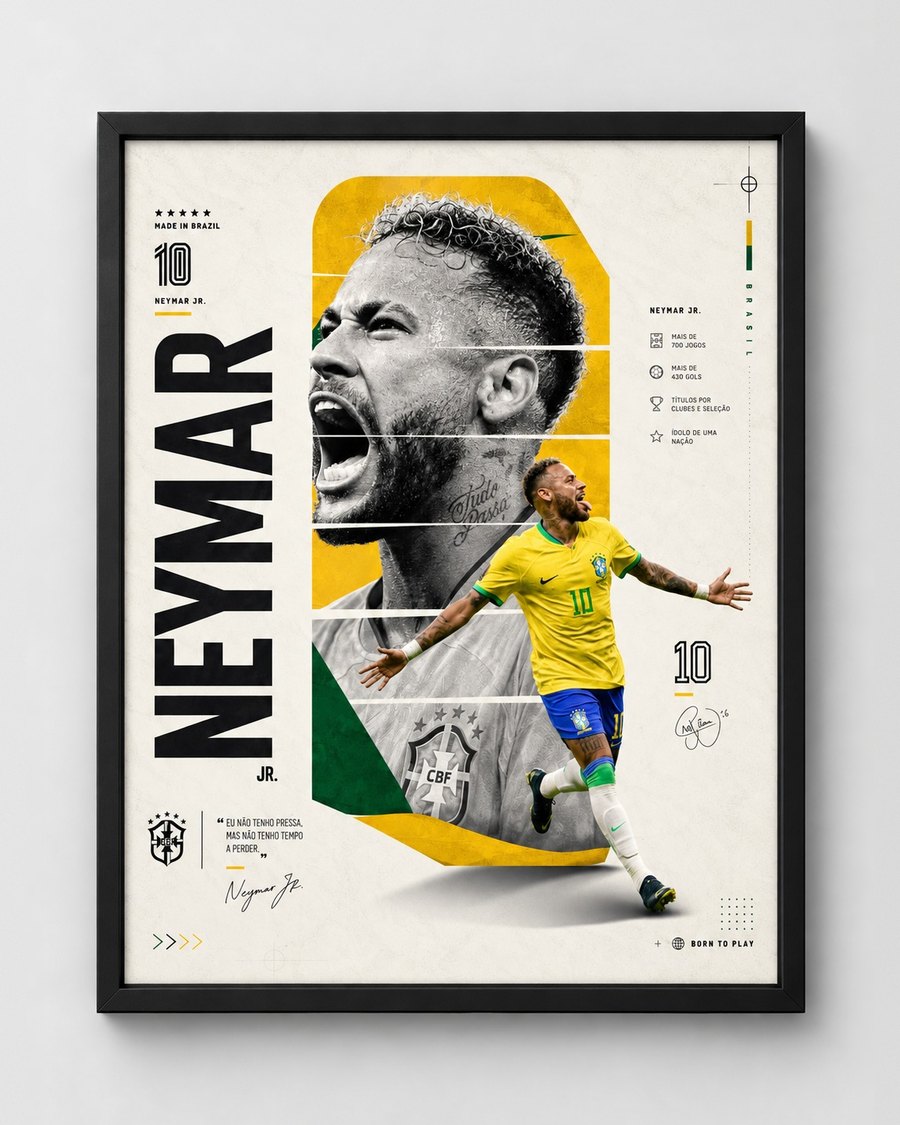 MADE IN BRAZIL
10
NEYMAR JR.
NEYMAR
JR.
“ EU NÃO TENHO PRESSA,
MAS NÃO TENHO TEMPO
A PERDER. ”
Neymar Jr.
Tudo
Passa
CBF
10
BRASIL
NEYMAR JR.
MAIS DE
700 JOGOS
MAIS DE
430 GOLS
TÍTULOS POR
CLUBES E SELEÇÃO
ÍDOLO DE UMA
NAÇÃO
10
+ BORN TO PLAY